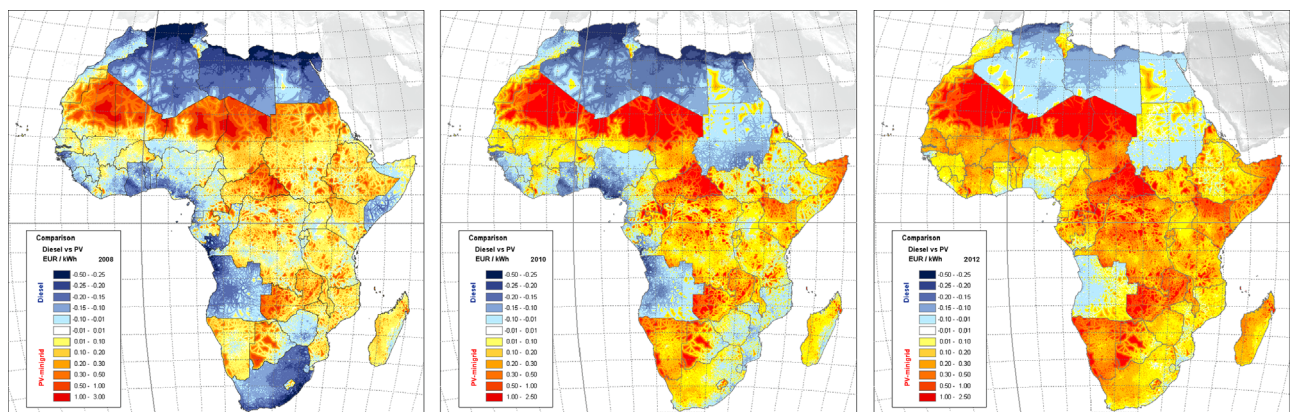 Comparison
Diesel vs PV
EUR / kWh 2008
Diesel
-0.50 - -0.25
-0.25 - -0.20
-0.20 - -0.15
-0.15 - -0.10
-0.10 - -0.01
-0.01 - 0.01
0.01 - 0.10
0.10 - 0.20
0.20 - 0.30
0.30 - 0.50
0.50 - 1.00
1.00 - 3.00
PV-minigrid
Comparison
Diesel vs PV
EUR / kWh 2010
Diesel
-0.50 - -0.25
-0.25 - -0.20
-0.20 - -0.15
-0.15 - -0.10
-0.10 - -0.01
-0.01 - 0.01
0.01 - 0.10
0.10 - 0.20
0.20 - 0.30
0.30 - 0.50
0.50 - 1.00
1.00 - 2.50
PV-minigrid
Comparison
Diesel vs PV
EUR / kWh 2012
Diesel
-0.50 - -0.25
-0.25 - -0.20
-0.20 - -0.15
-0.15 - -0.10
-0.10 - -0.01
-0.01 - 0.01
0.01 - 0.10
0.10 - 0.20
0.20 - 0.30
0.30 - 0.50
0.50 - 1.00
1.00 - 2.50
PV-minigrid